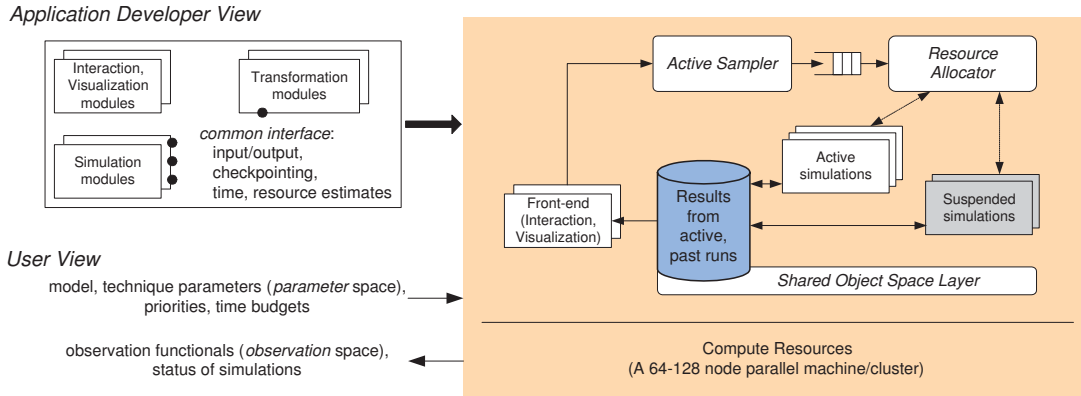 Application Developer View
Interaction,
Visualization
modules
Transformation
modules
Simulation
modules
common interface:
input/output,
checkpointing,
time, resource estimates
User View
model, technique parameters (parameter space),
priorities, time budgets
observation functionals (observation space),
status of simulations
Active Sampler
Resource
Allocator
Active
simulations
Suspended
simulations
Front-end
(Interaction,
Visualization)
Results
from
active,
past runs
Shared Object Space Layer
Compute Resources
(A 64-128 node parallel machine/cluster)